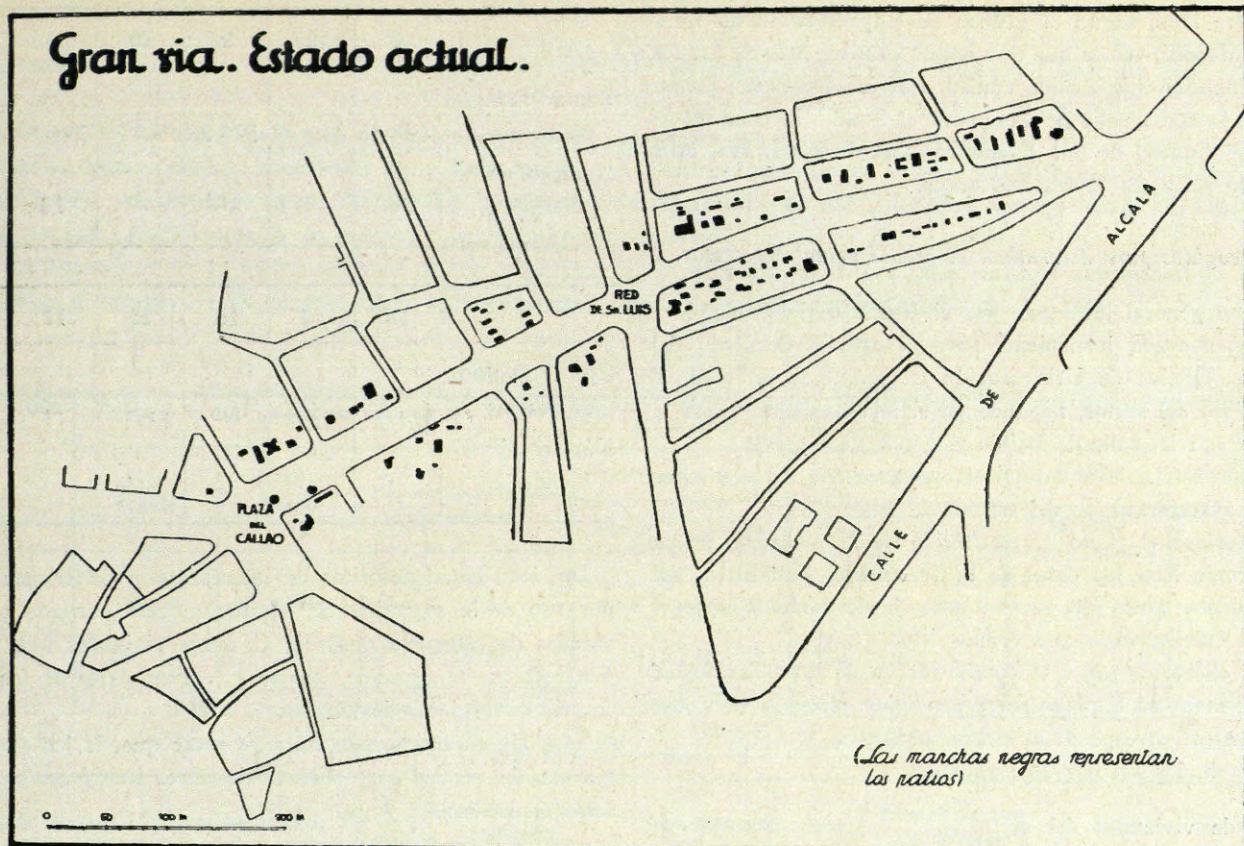 Gran via. Estado actual.
RED
DE Sn. LUIS
PLAZA
DEL
CALLAO
CALLE
DE
ALCALA
(Las manchas negras representan
los patios)
0 50 100 m 200 m